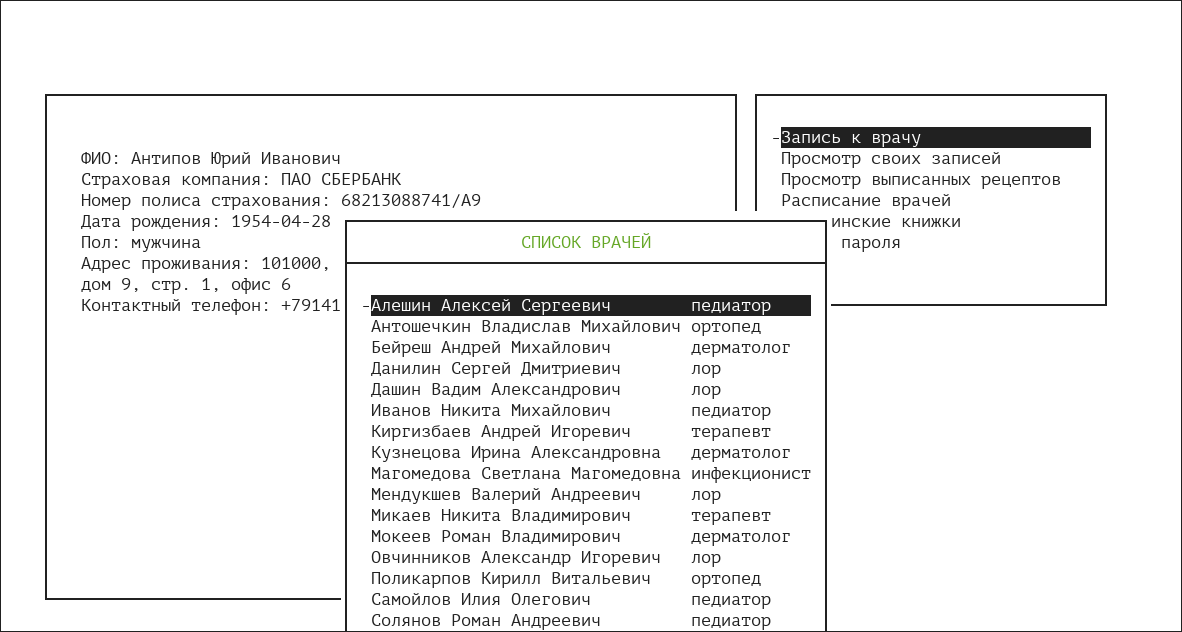 ФИО: Антипов Юрий Иванович
Страховая компания: ПАО СБЕРБАНК
Номер полиса страхования: 68213088741/А9
Дата рождения: 1954-04-28
Пол: мужчина
Адрес проживания: 101000,
дом 9, стр. 1, офис 6
Контактный телефон: +79141
Запись к врачу
Просмотр своих записей
Просмотр выписанных рецептов
Расписание врачей
инские книжки
пароля
СПИСОК ВРАЧЕЙ
Алешин Алексей Сергеевич педиатор
Антошечкин Владислав Михайлович ортопед
Бейреш Андрей Михайлович дерматолог
Данилин Сергей Дмитриевич лор
Дашин Вадим Александрович лор
Иванов Никита Михайлович педиатор
Киргизбаев Андрей Игоревич терапевт
Кузнецова Ирина Александровна дерматолог
Магомедова Светлана Магомедовна инфекционист
Мендукшев Валерий Андреевич лор
Микаев Никита Владимирович терапевт
Мокеев Роман Владимирович дерматолог
Овчинников Александр Игоревич лор
Поликарпов Кирилл Витальевич ортопед
Самойлов Илия Олегович педиатор
Солянов Роман Андреевич педиатор